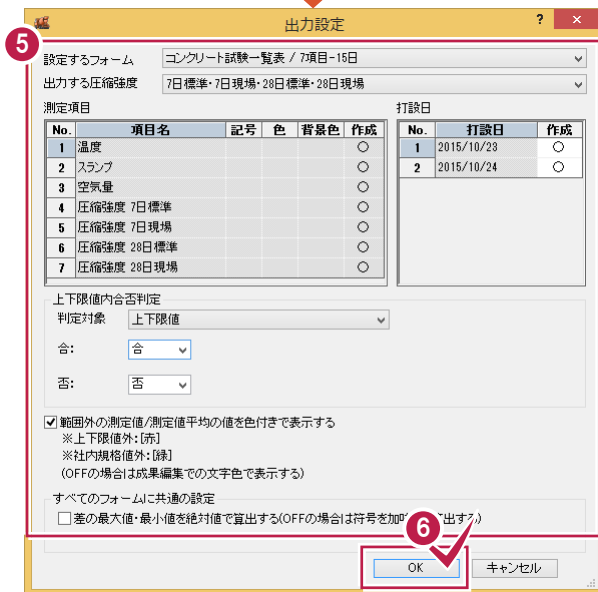 出力設定
?
×
5
設定するフォーム
コンクリート試験一覧表 / 7項目-15日
出力する圧縮強度
7日標準・7日現場・28日標準・28日現場
測定項目
No. 項目名 記号 色 背景色 作成
1 温度 ○
2 スランプ ○
3 空気量 ○
4 圧縮強度 7日標準 ○
5 圧縮強度 7日現場 ○
6 圧縮強度 28日標準 ○
7 圧縮強度 28日現場 ○
打設日
No. 打設日 作成
1 2015/10/23 ○
2 2015/10/24 ○
上下限値内合否判定
判定対象 上下限値
合: 合
否: 否
範囲外の測定値/測定値平均の値を色付きで表示する
※上下限値外:[赤]
※社内規格値外:[緑]
(OFFの場合は成果編集での文字色で表示する)
すべてのフォームに共通の設定
差の最大値・最小値を絶対値で算出する(OFFの場合は符号を加 出する)
6
OK
キャンセル